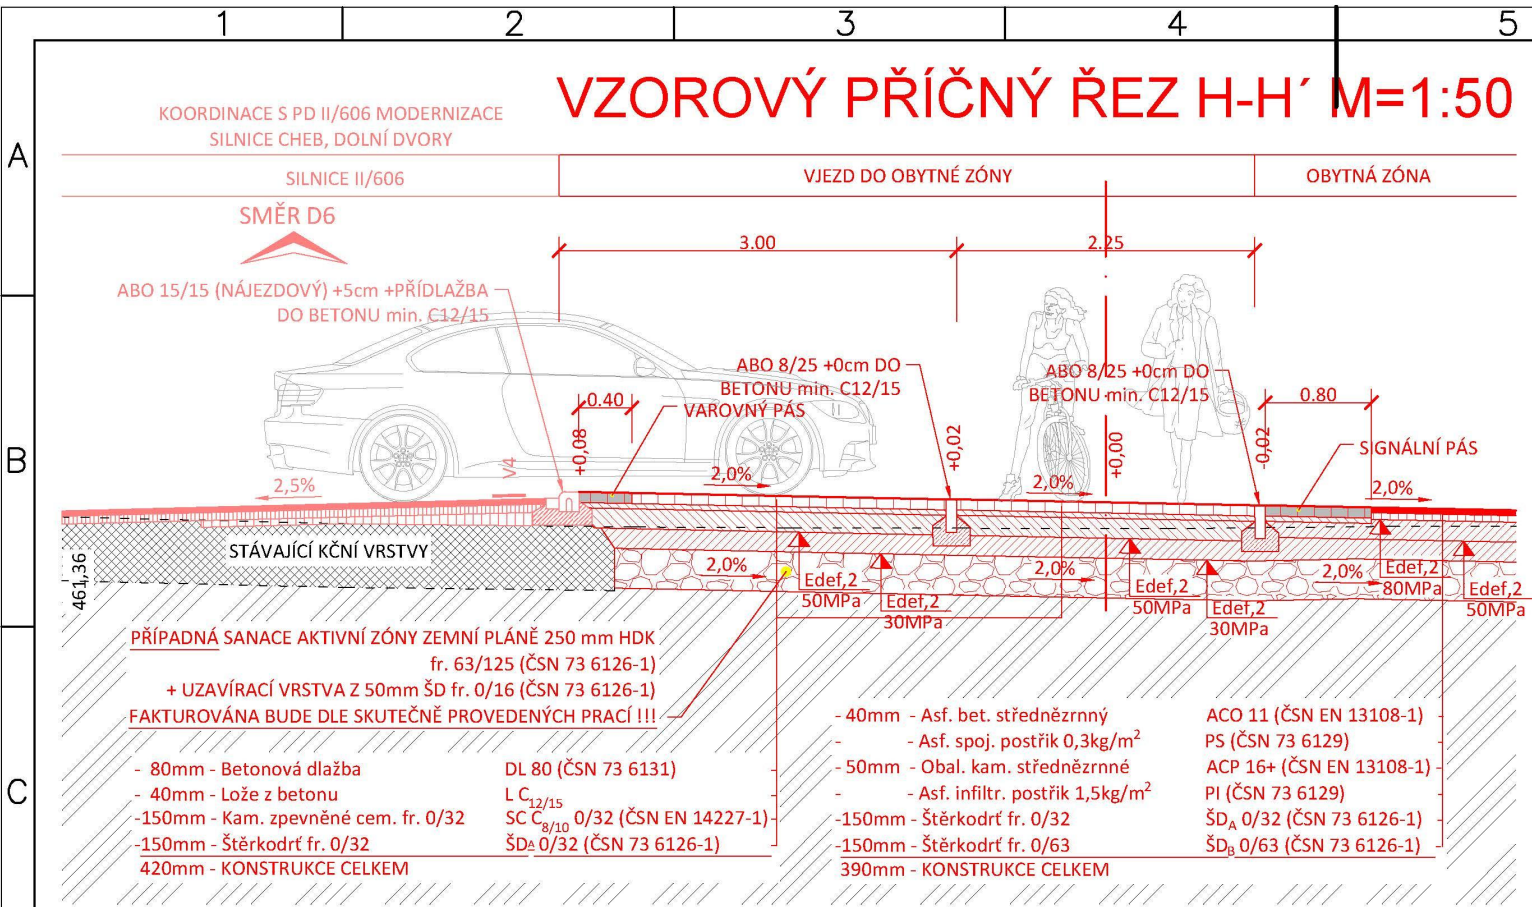 1 2 3 4 5
VZOROVÝ PŘÍČNÝ ŘEZ H-H´ M=1:50
KOORDINACE S PD II/606 MODERNIZACE
SILNICE CHEB, DOLNÍ DVORY
A
SILNICE II/606 VJEZD DO OBYTNÉ ZÓNY OBYTNÁ ZÓNA
SMĚR D6
3.00 2.25
ABO 15/15 (NÁJEZDOVÝ) +5cm +PŘÍDLAŽBA
DO BETONU min. C12/15
ABO 8/25 +0cm DO
BETONU min. C12/15
ABO 8/25 +0cm DO
BETONU min. C12/15
0.40 0.80
VAROVNÝ PÁS
SIGNÁLNÍ PÁS
B
+0,08 +0,02 +0,00 -0,02
V4
2,5% 2,0% 2,0% 2,0%
STÁVAJÍCÍ KČNÍ VRSTVY
461,36
2,0% 2,0% 2,0%
Edef,2
50MPa
Edef,2
30MPa
Edef,2
50MPa
Edef,2
30MPa
Edef,2
80MPa
Edef,2
50MPa
PŘÍPADNÁ SANACE AKTIVNÍ ZÓNY ZEMNÍ PLÁNĚ 250 mm HDK
fr. 63/125 (ČSN 73 6126-1)
+ UZAVÍRACÍ VRSTVA Z 50mm ŠD fr. 0/16 (ČSN 73 6126-1)
FAKTUROVÁNA BUDE DLE SKUTEČNĚ PROVEDENÝCH PRACÍ !!!
C
- 80mm - Betonová dlažba DL 80 (ČSN 73 6131)
- 40mm - Lože z betonu L C12/15
-150mm - Kam. zpevněné cem. fr. 0/32 SC C8/10 0/32 (ČSN EN 14227-1)
-150mm - Štěrkodrť fr. 0/32 ŠDA 0/32 (ČSN 73 6126-1)
420mm - KONSTRUKCE CELKEM
- 40mm - Asf. bet. střednězrnný ACO 11 (ČSN EN 13108-1)
- - Asf. spoj. postřik 0,3kg/m² PS (ČSN 73 6129)
- 50mm - Obal. kam. střednězrnné ACP 16+ (ČSN EN 13108-1)
- - Asf. infiltr. postřik 1,5kg/m² PI (ČSN 73 6129)
-150mm - Štěrkodrť fr. 0/32 ŠDA 0/32 (ČSN 73 6126-1)
-150mm - Štěrkodrť fr. 0/63 ŠDB 0/63 (ČSN 73 6126-1)
390mm - KONSTRUKCE CELKEM